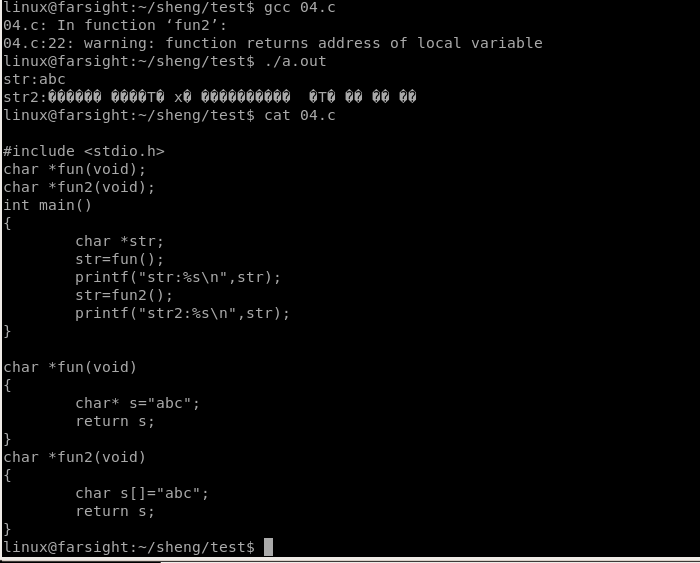 linux@farsight:~/sheng/test$ gcc 04.c
04.c: In function ‘fun2’:
04.c:22: warning: function returns address of local variable
linux@farsight:~/sheng/test$ ./a.out
str:abc
str2:������ ����T� x� ����������  �T� �� �� ��
linux@farsight:~/sheng/test$ cat 04.c

#include <stdio.h>
char *fun(void);
char *fun2(void);
int main()
{
        char *str;
        str=fun();
        printf("str:%s\n",str);
        str=fun2();
        printf("str2:%s\n",str);
}

char *fun(void)
{
        char* s="abc";
        return s;
}
char *fun2(void)
{
        char s[]="abc";
        return s;
}
linux@farsight:~/sheng/test$